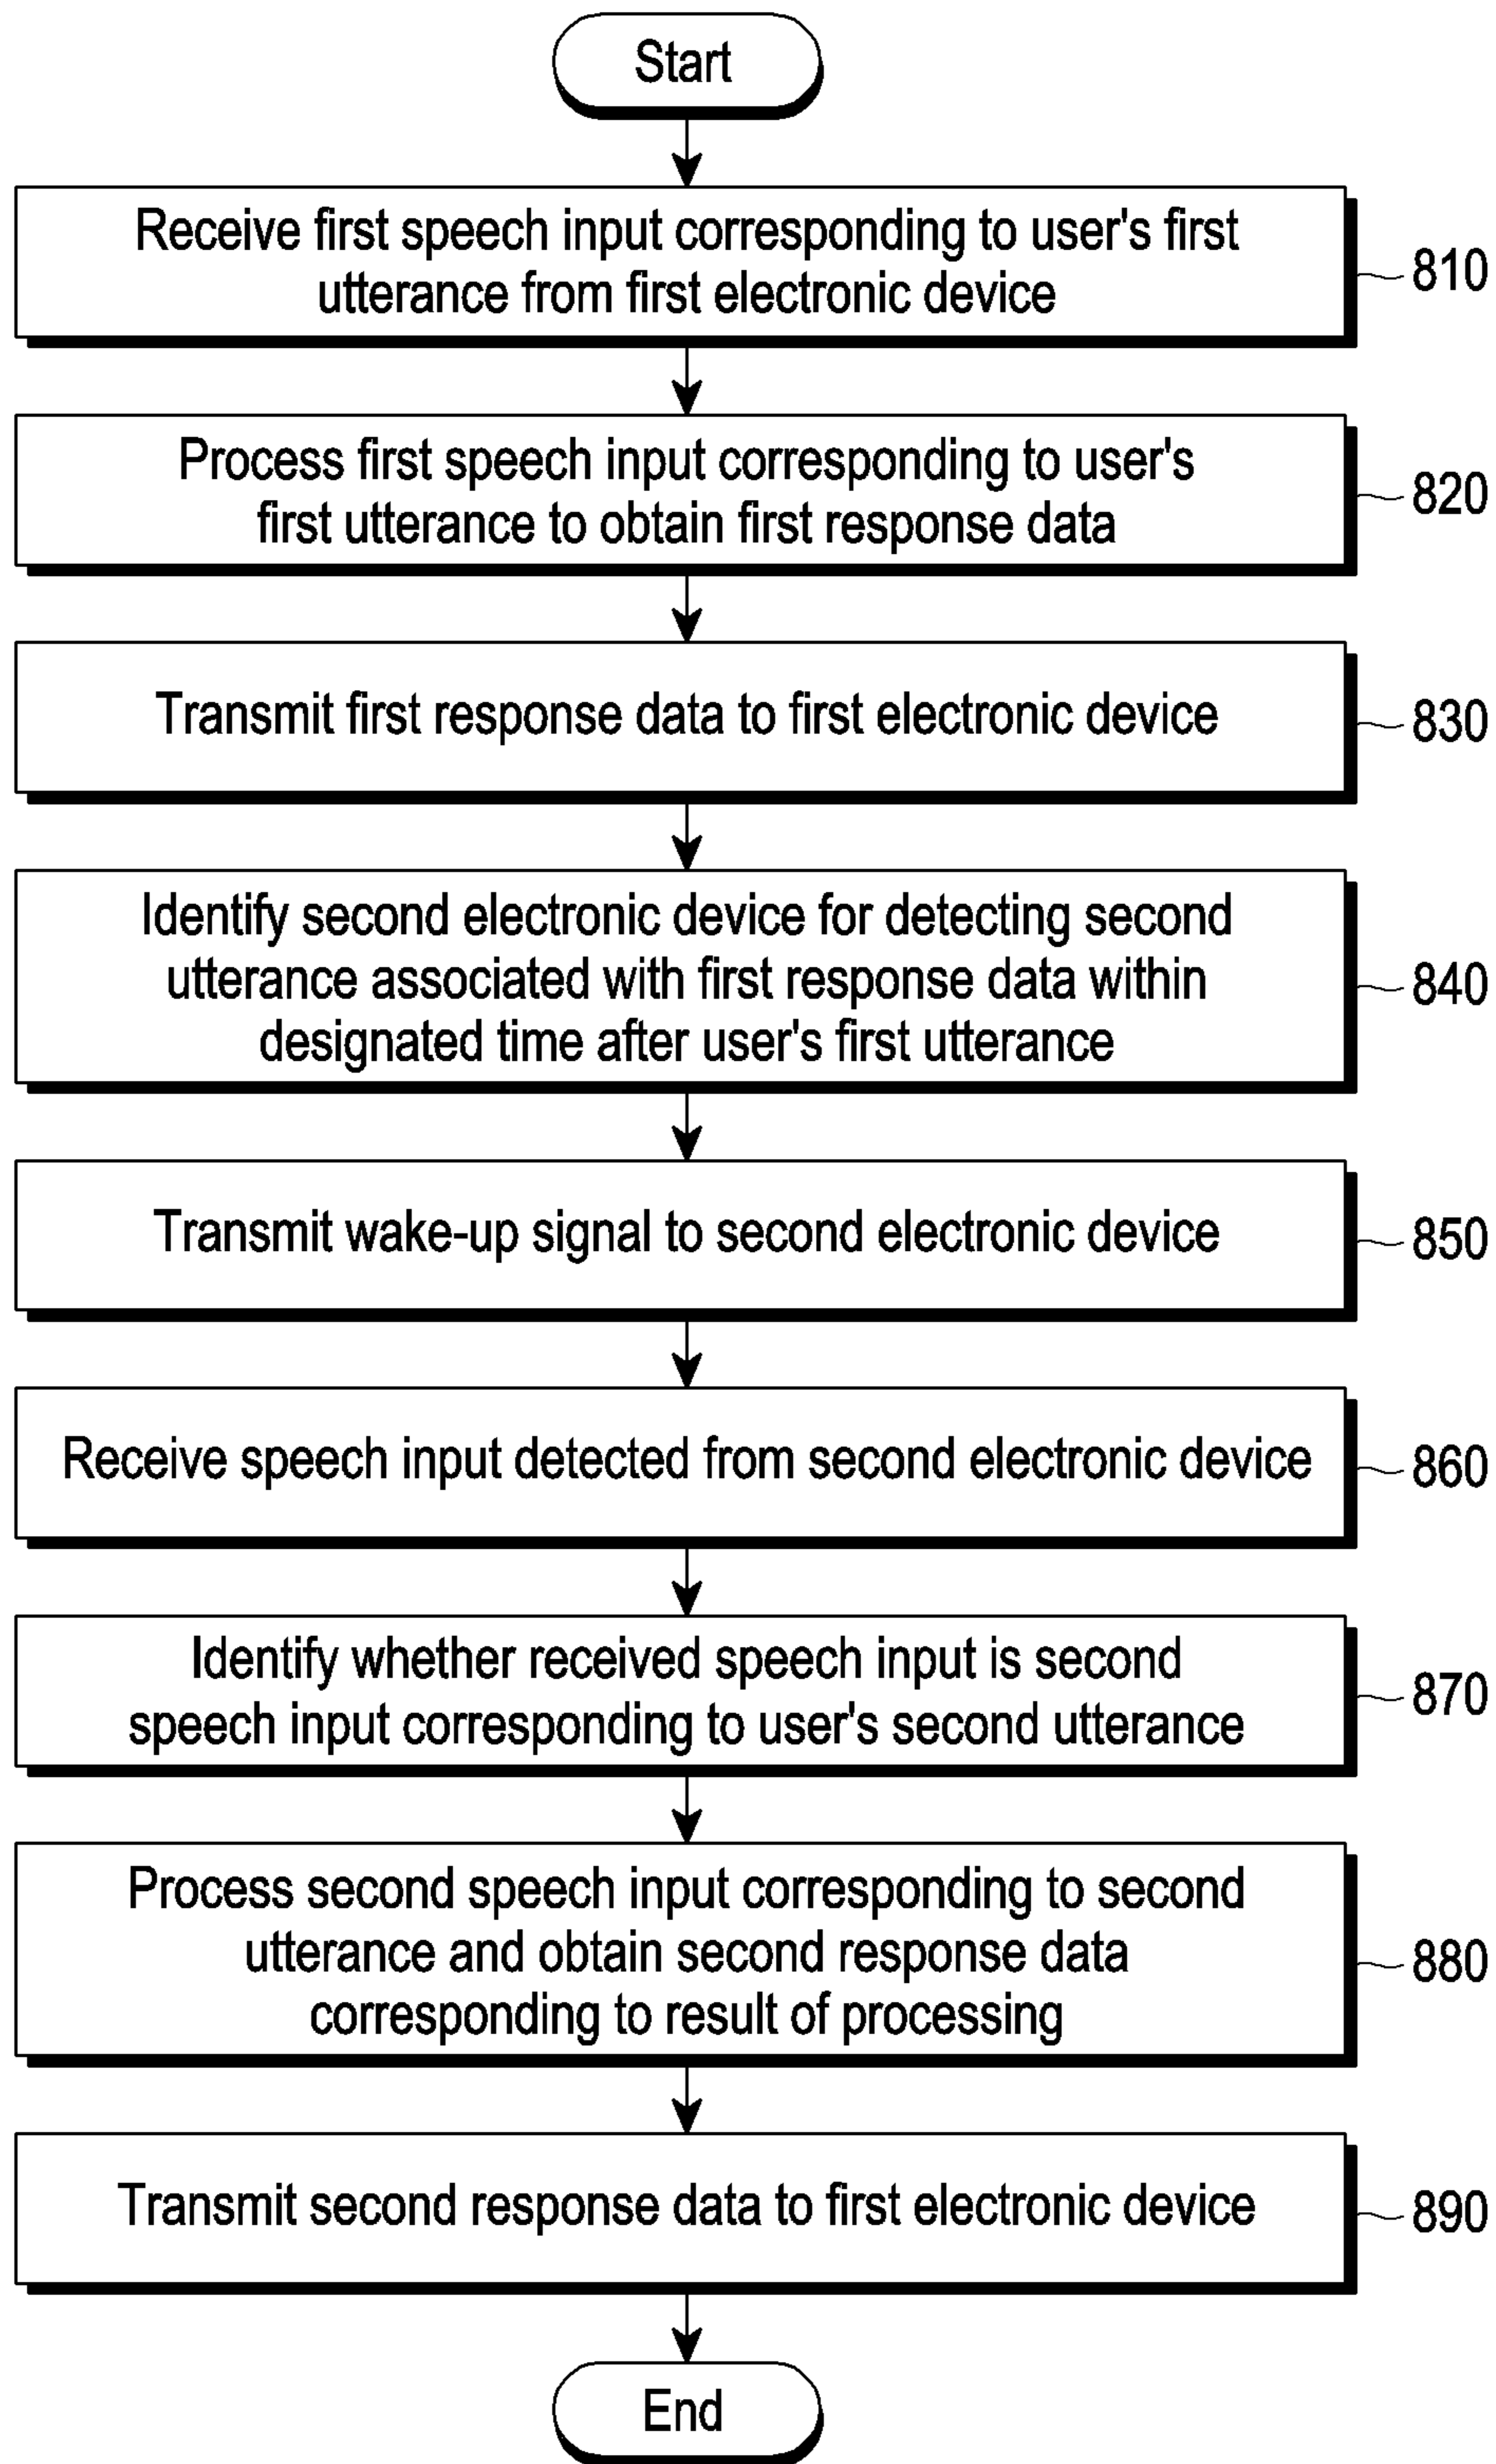 Start
Receive first speech input corresponding to user's first
utterance from first electronic device
810
Process first speech input corresponding to user's
first utterance to obtain first response data
820
Transmit first response data to first electronic device
830
Identify second electronic device for detecting second
utterance associated with first response data within
designated time after user's first utterance
840
Transmit wake-up signal to second electronic device
850
Receive speech input detected from second electronic device
860
Identify whether received speech input is second
speech input corresponding to user's second utterance
870
Process second speech input corresponding to second
utterance and obtain second response data
corresponding to result of processing
880
Transmit second response data to first electronic device
890
End